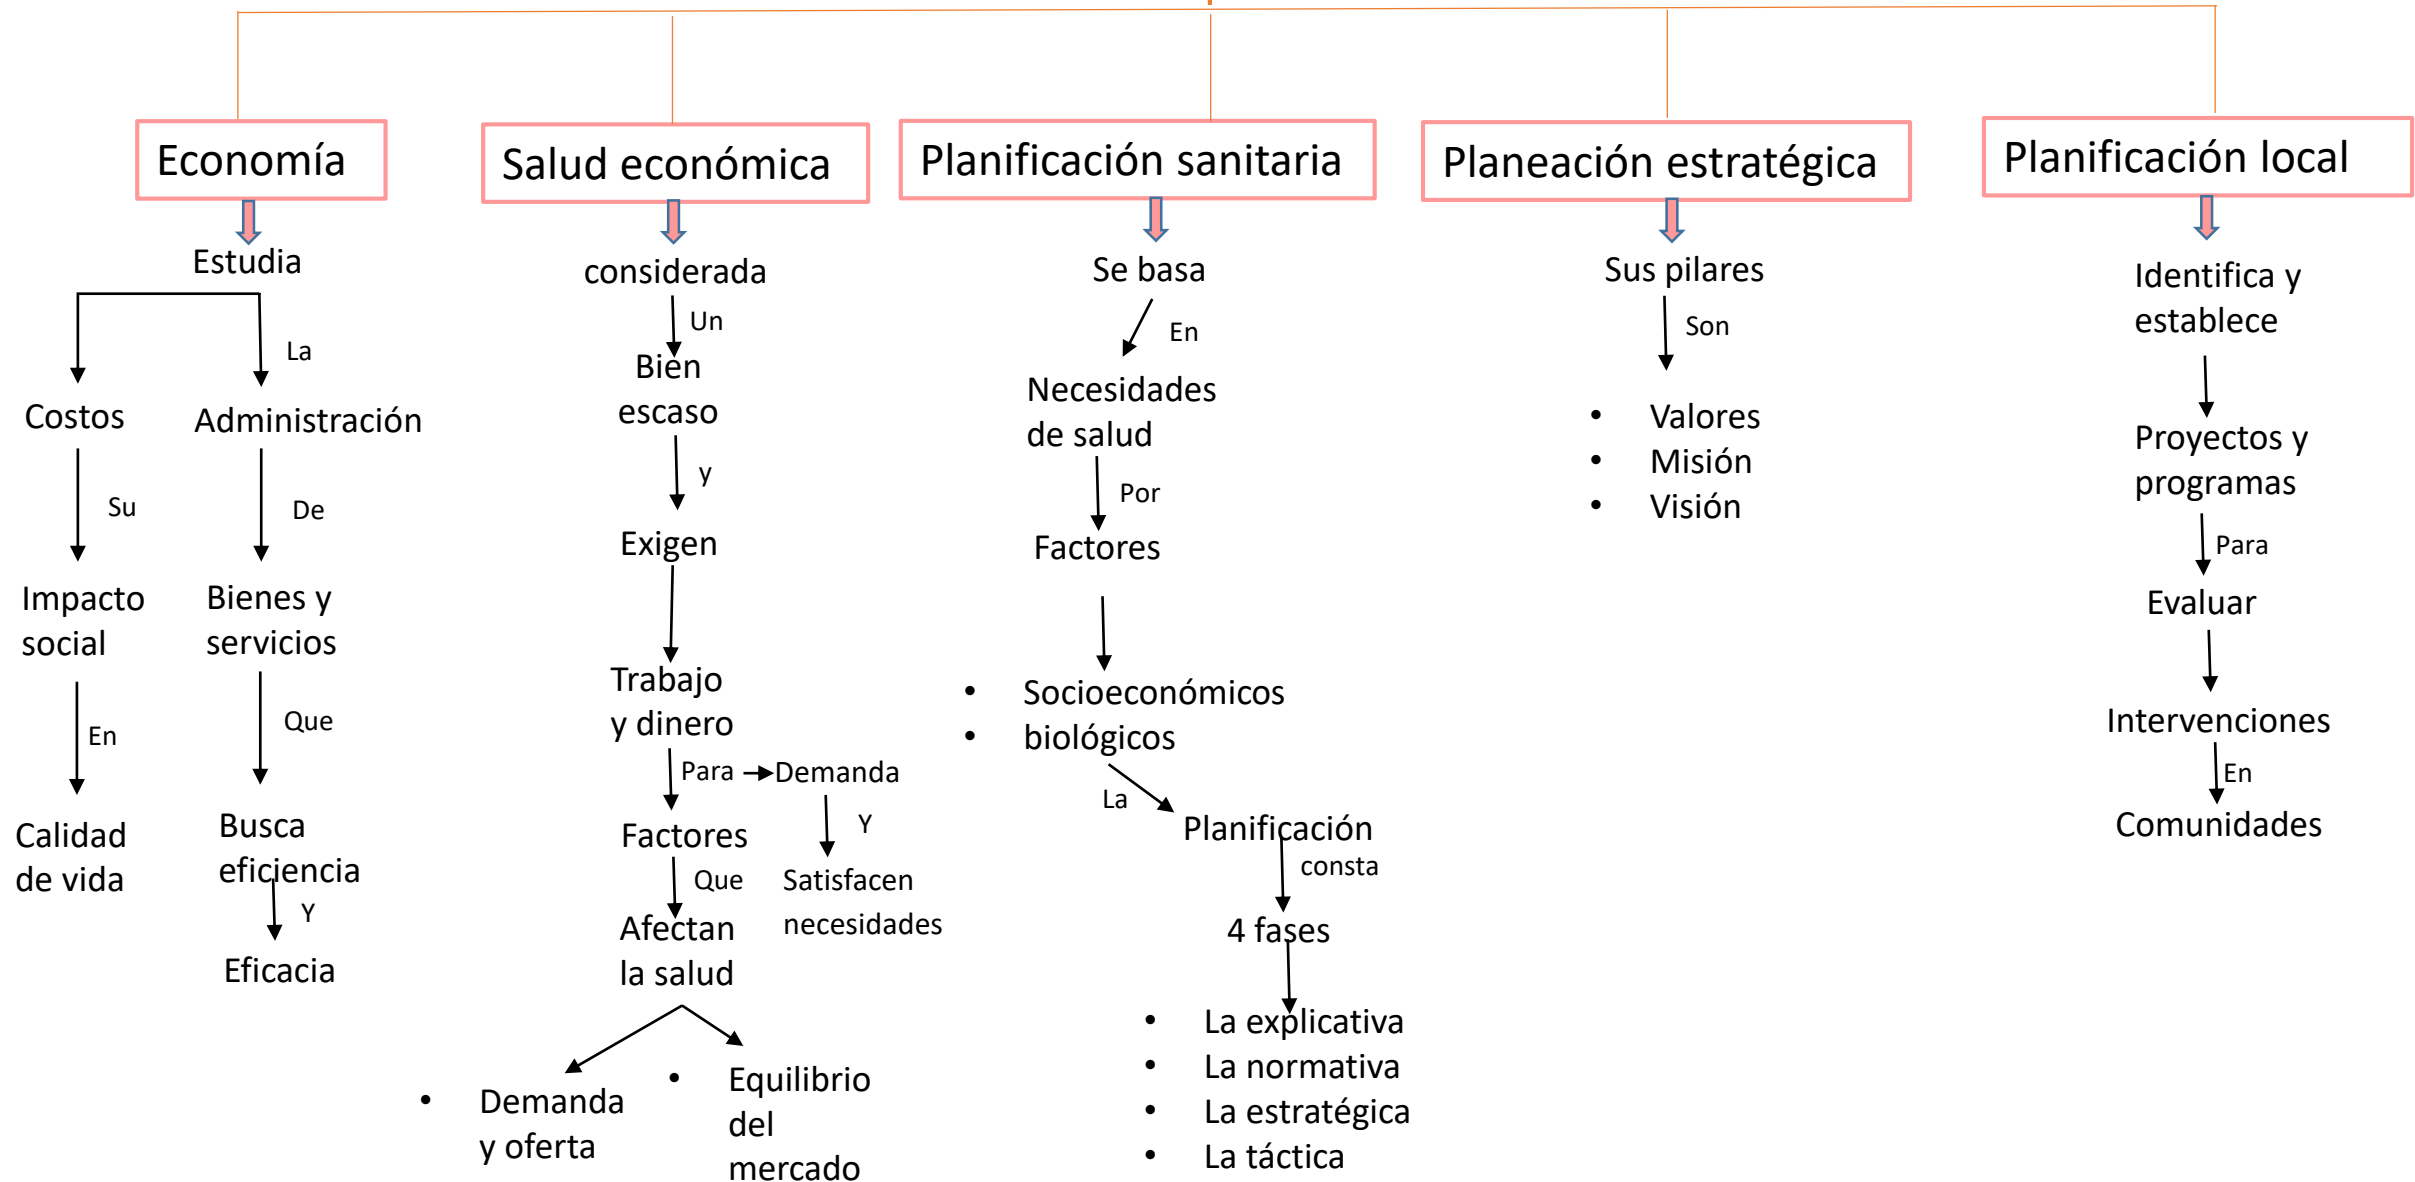 Economía
Estudia
La
Costos
Administración
Su
De
Impacto
social
Bienes y
servicios
En
Que
Calidad
de vida
Busca
eficiencia
Y
Eficacia
Salud económica
considerada
Un
Bien
escaso
y
Exigen
Trabajo
y dinero
Para
Demanda
Y
Satisfacen
necesidades
Factores
Que
Afectan
la salud
• Demanda
y oferta
• Equilibrio
del
mercado
Planificación sanitaria
Se basa
En
Necesidades
de salud
Por
Factores
• Socioeconómicos
• biológicos
La
Planificación
consta
4 fases
• La explicativa
• La normativa
• La estratégica
• La táctica
Planeación estratégica
Sus pilares
Son
• Valores
• Misión
• Visión
Planificación local
Identifica y
establece
Proyectos y
programas
Para
Evaluar
Intervenciones
En
Comunidades